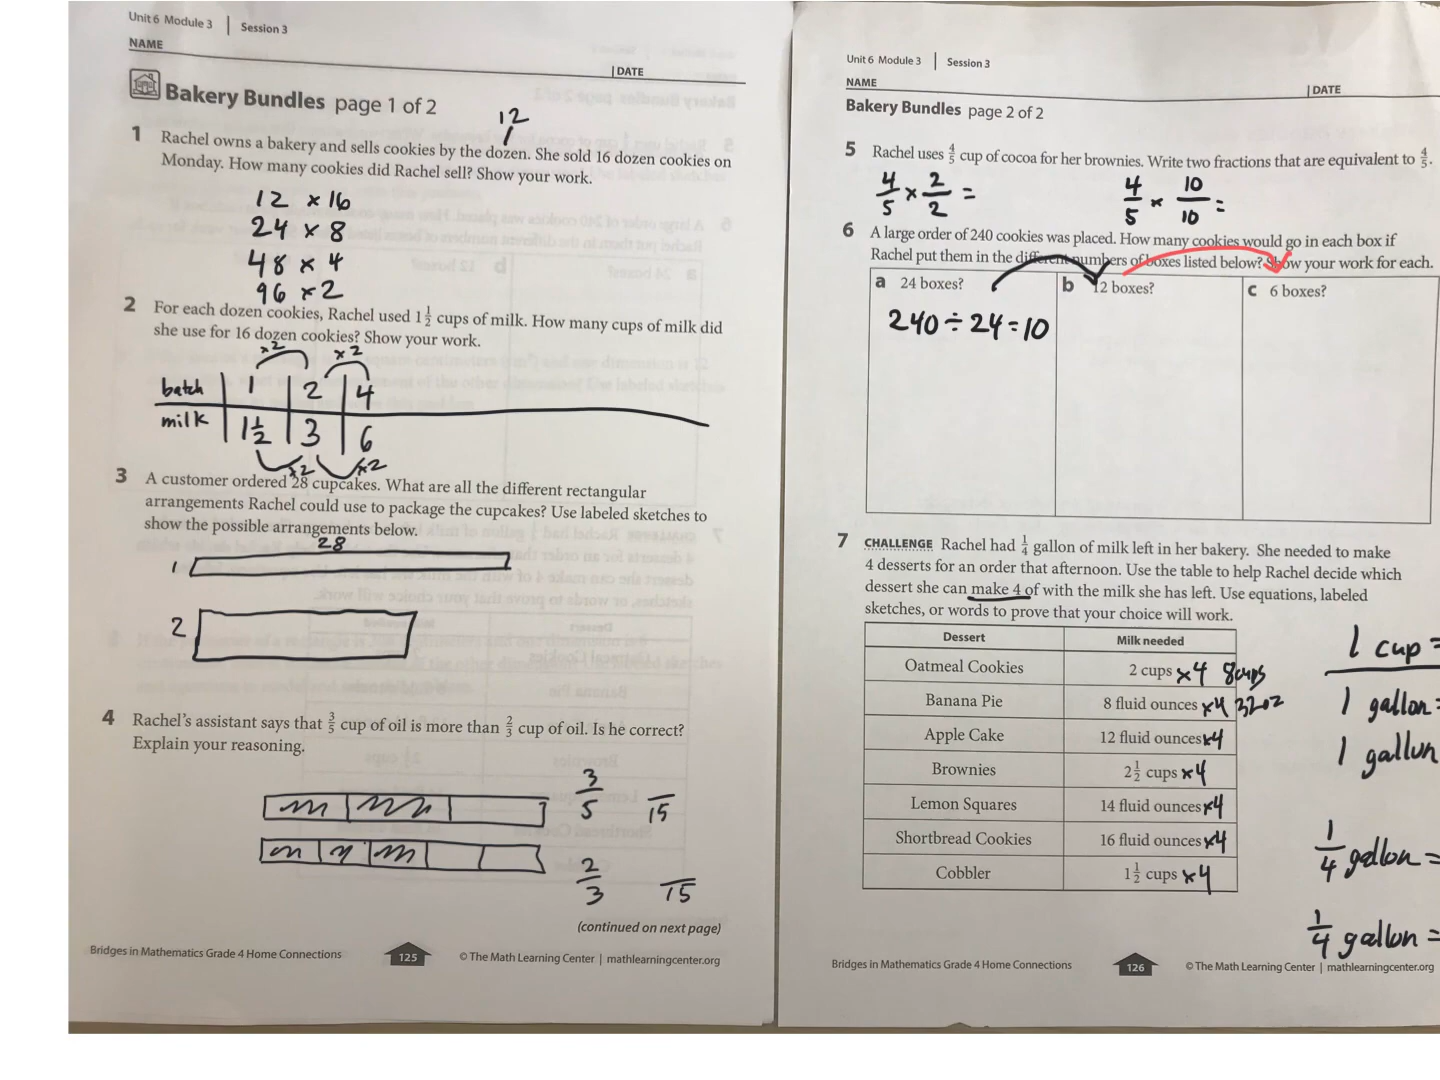 Unit 6 Module 3 | Session 3
NAME
| DATE
Bakery Bundles page 1 of 2
12
1 Rachel owns a bakery and sells cookies by the dozen. She sold 16 dozen cookies on
Monday. How many cookies did Rachel sell? Show your work.
12 × 16
24 × 8
48 × 4
96 × 2
2 For each dozen cookies, Rachel used 1 1/2 cups of milk. How many cups of milk did
she use for 16 dozen cookies? Show your work.
×2 ×2
batch 1 2 4
milk 1 1/2 3 6
×2 ×2
3 A customer ordered 28 cupcakes. What are all the different rectangular
arrangements Rachel could use to package the cupcakes? Use labeled sketches to
show the possible arrangements below.
28
1
2
4 Rachel's assistant says that 3/5 cup of oil is more than 2/3 cup of oil. Is he correct?
Explain your reasoning.
3/5 /15
2/3 /15
(continued on next page)
Bridges in Mathematics Grade 4 Home Connections 125 © The Math Learning Center | mathlearningcenter.org
Unit 6 Module 3 | Session 3
NAME
| DATE
Bakery Bundles page 2 of 2
5 Rachel uses 4/5 cup of cocoa for her brownies. Write two fractions that are equivalent to 4/5.
4/5 × 2/2 = 4/5 × 10/10 =
6 A large order of 240 cookies was placed. How many cookies would go in each box if
Rachel put them in the different numbers of boxes listed below? Show your work for each.
a 24 boxes? b 12 boxes? c 6 boxes?
240 ÷ 24 = 10
7 CHALLENGE Rachel had 1/4 gallon of milk left in her bakery. She needed to make
4 desserts for an order that afternoon. Use the table to help Rachel decide which
dessert she can make 4 of with the milk she has left. Use equations, labeled
sketches, or words to prove that your choice will work.
Dessert Milk needed
Oatmeal Cookies 2 cups ×4 8cups
Banana Pie 8 fluid ounces ×4 32oz
Apple Cake 12 fluid ounces ×4
Brownies 2 1/2 cups ×4
Lemon Squares 14 fluid ounces ×4
Shortbread Cookies 16 fluid ounces ×4
Cobbler 1 1/2 cups ×4
1 cup =
1 gallon =
1 gallon
1/4 gallon =
1/4 gallon =
Bridges in Mathematics Grade 4 Home Connections 126 © The Math Learning Center | mathlearningcenter.org